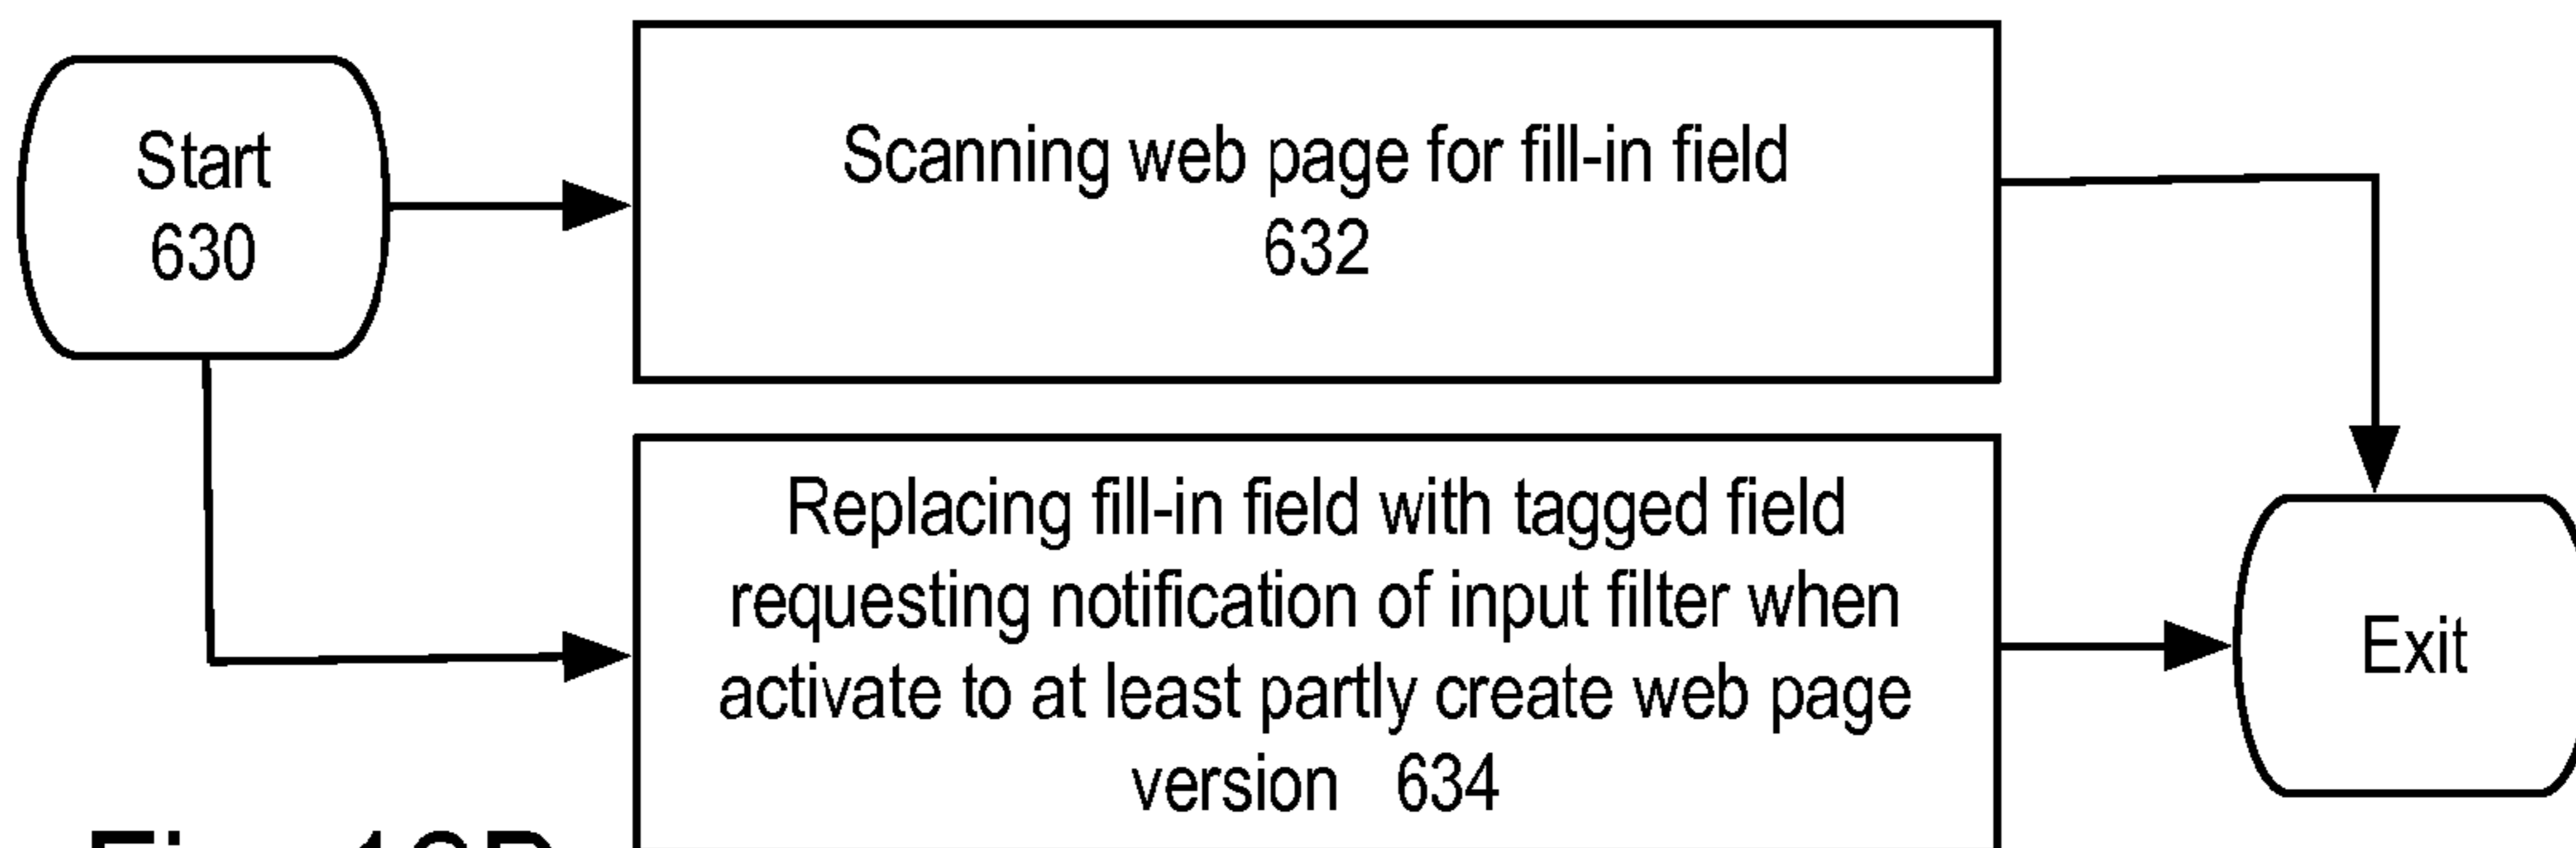 Start
630
Scanning web page for fill-in field
632
Replacing fill-in field with tagged field
requesting notification of input filter when
activate to at least partly create web page
version 634
Exit